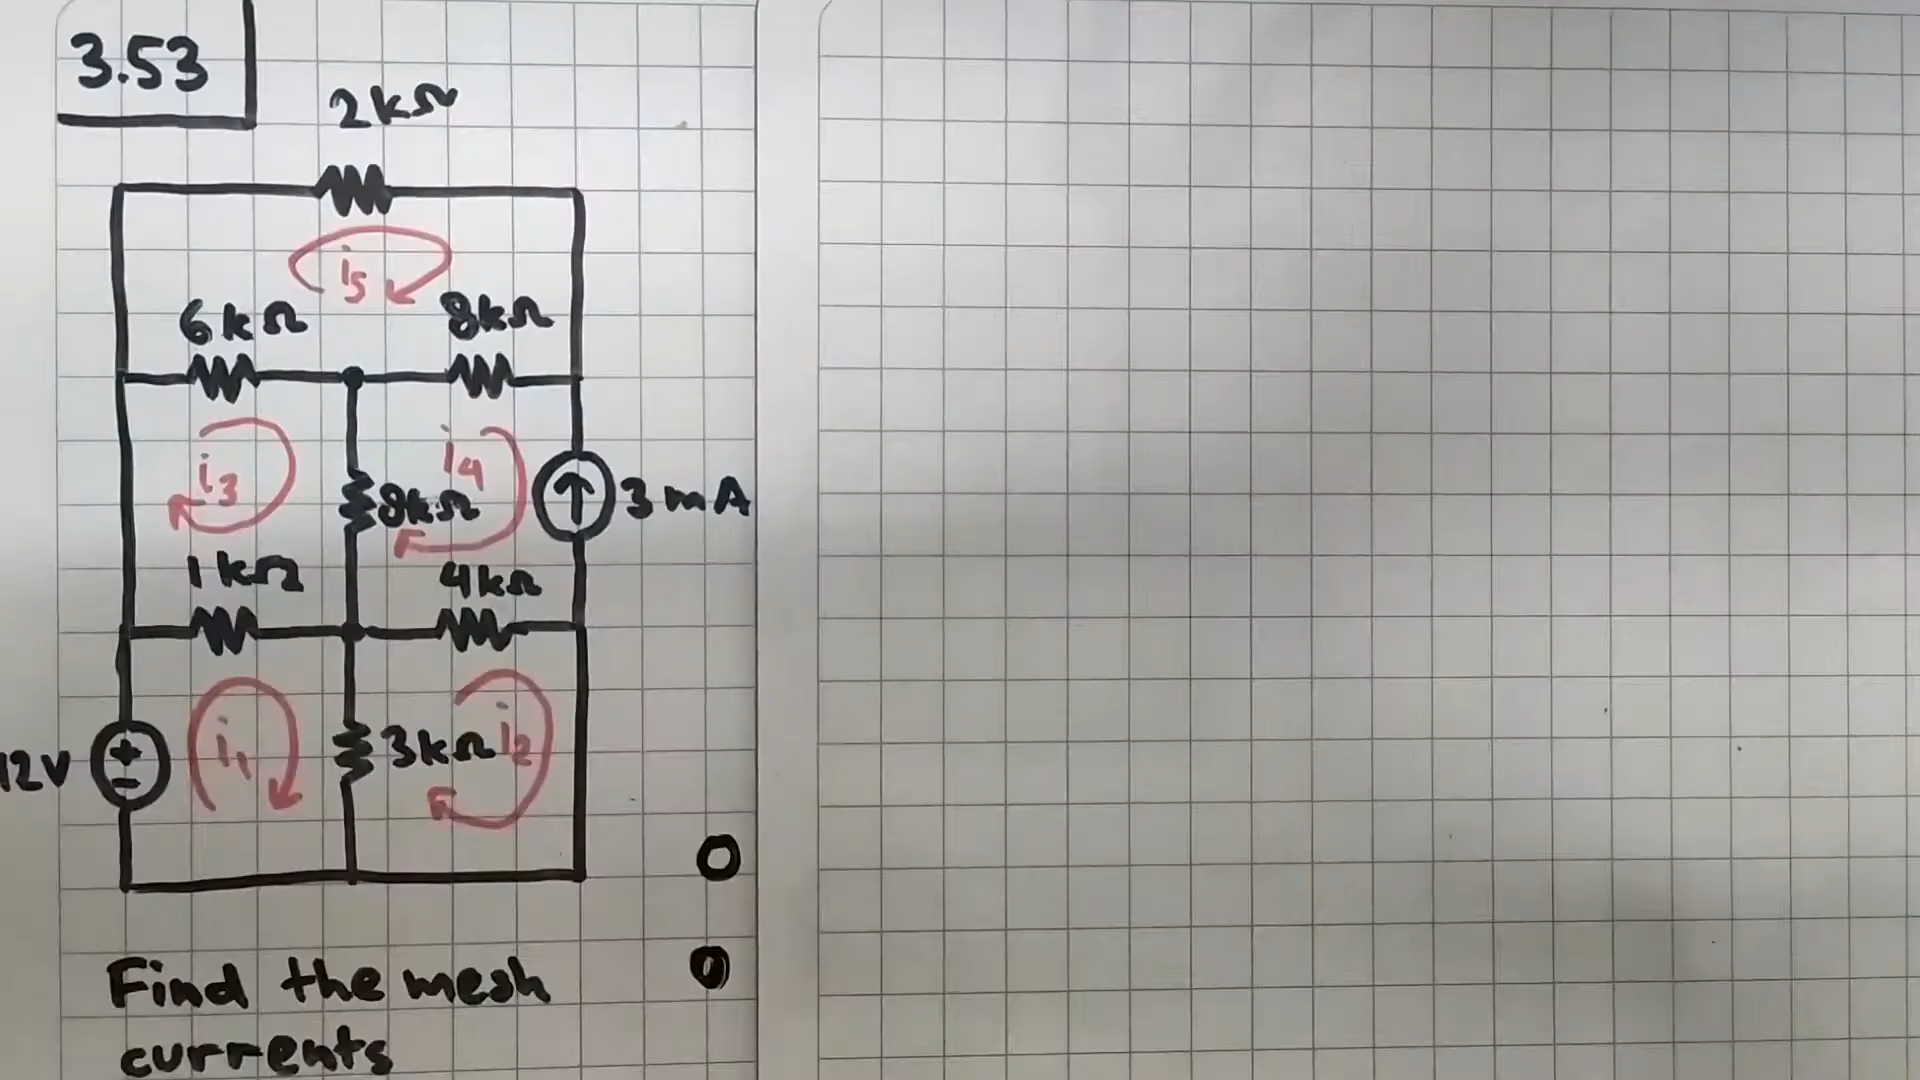 3.53
2kΩ
i5
6kΩ
8kΩ
i3
i4
8kΩ
3mA
1kΩ
4kΩ
12V
+
-
i1
3kΩ
i2
Find the mesh
currents